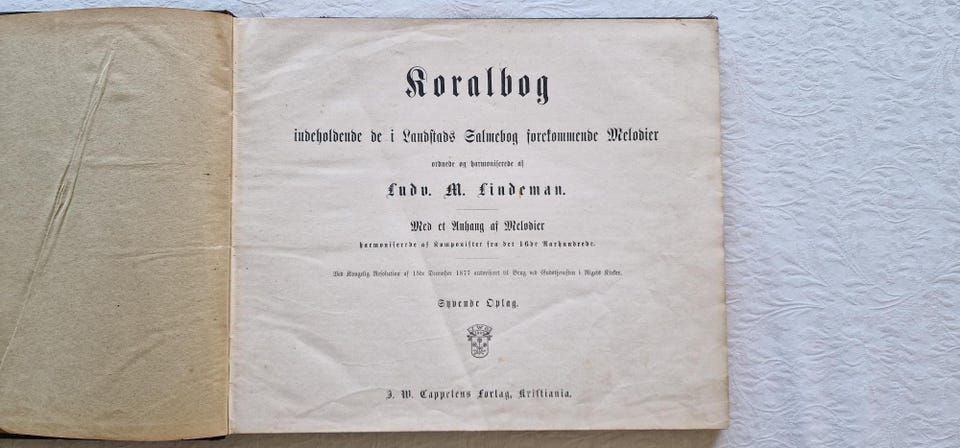 Koralbog
indeholdende de i Landstads Salmebog forekommende Melodier
ordnede og harmoniserede af
Ludv. M. Lindeman.
Med et Anhang af Melodier
harmoniserede af Komponister fra det 16de Aarhundrede.
Ved Kongelig Resolution af 15de December 1877 autoriseret til Brug ved Gudstjenesten i Rigets Kirker.
Syvende Oplag.
J. W. Cappelens Forlag, Kristiania.